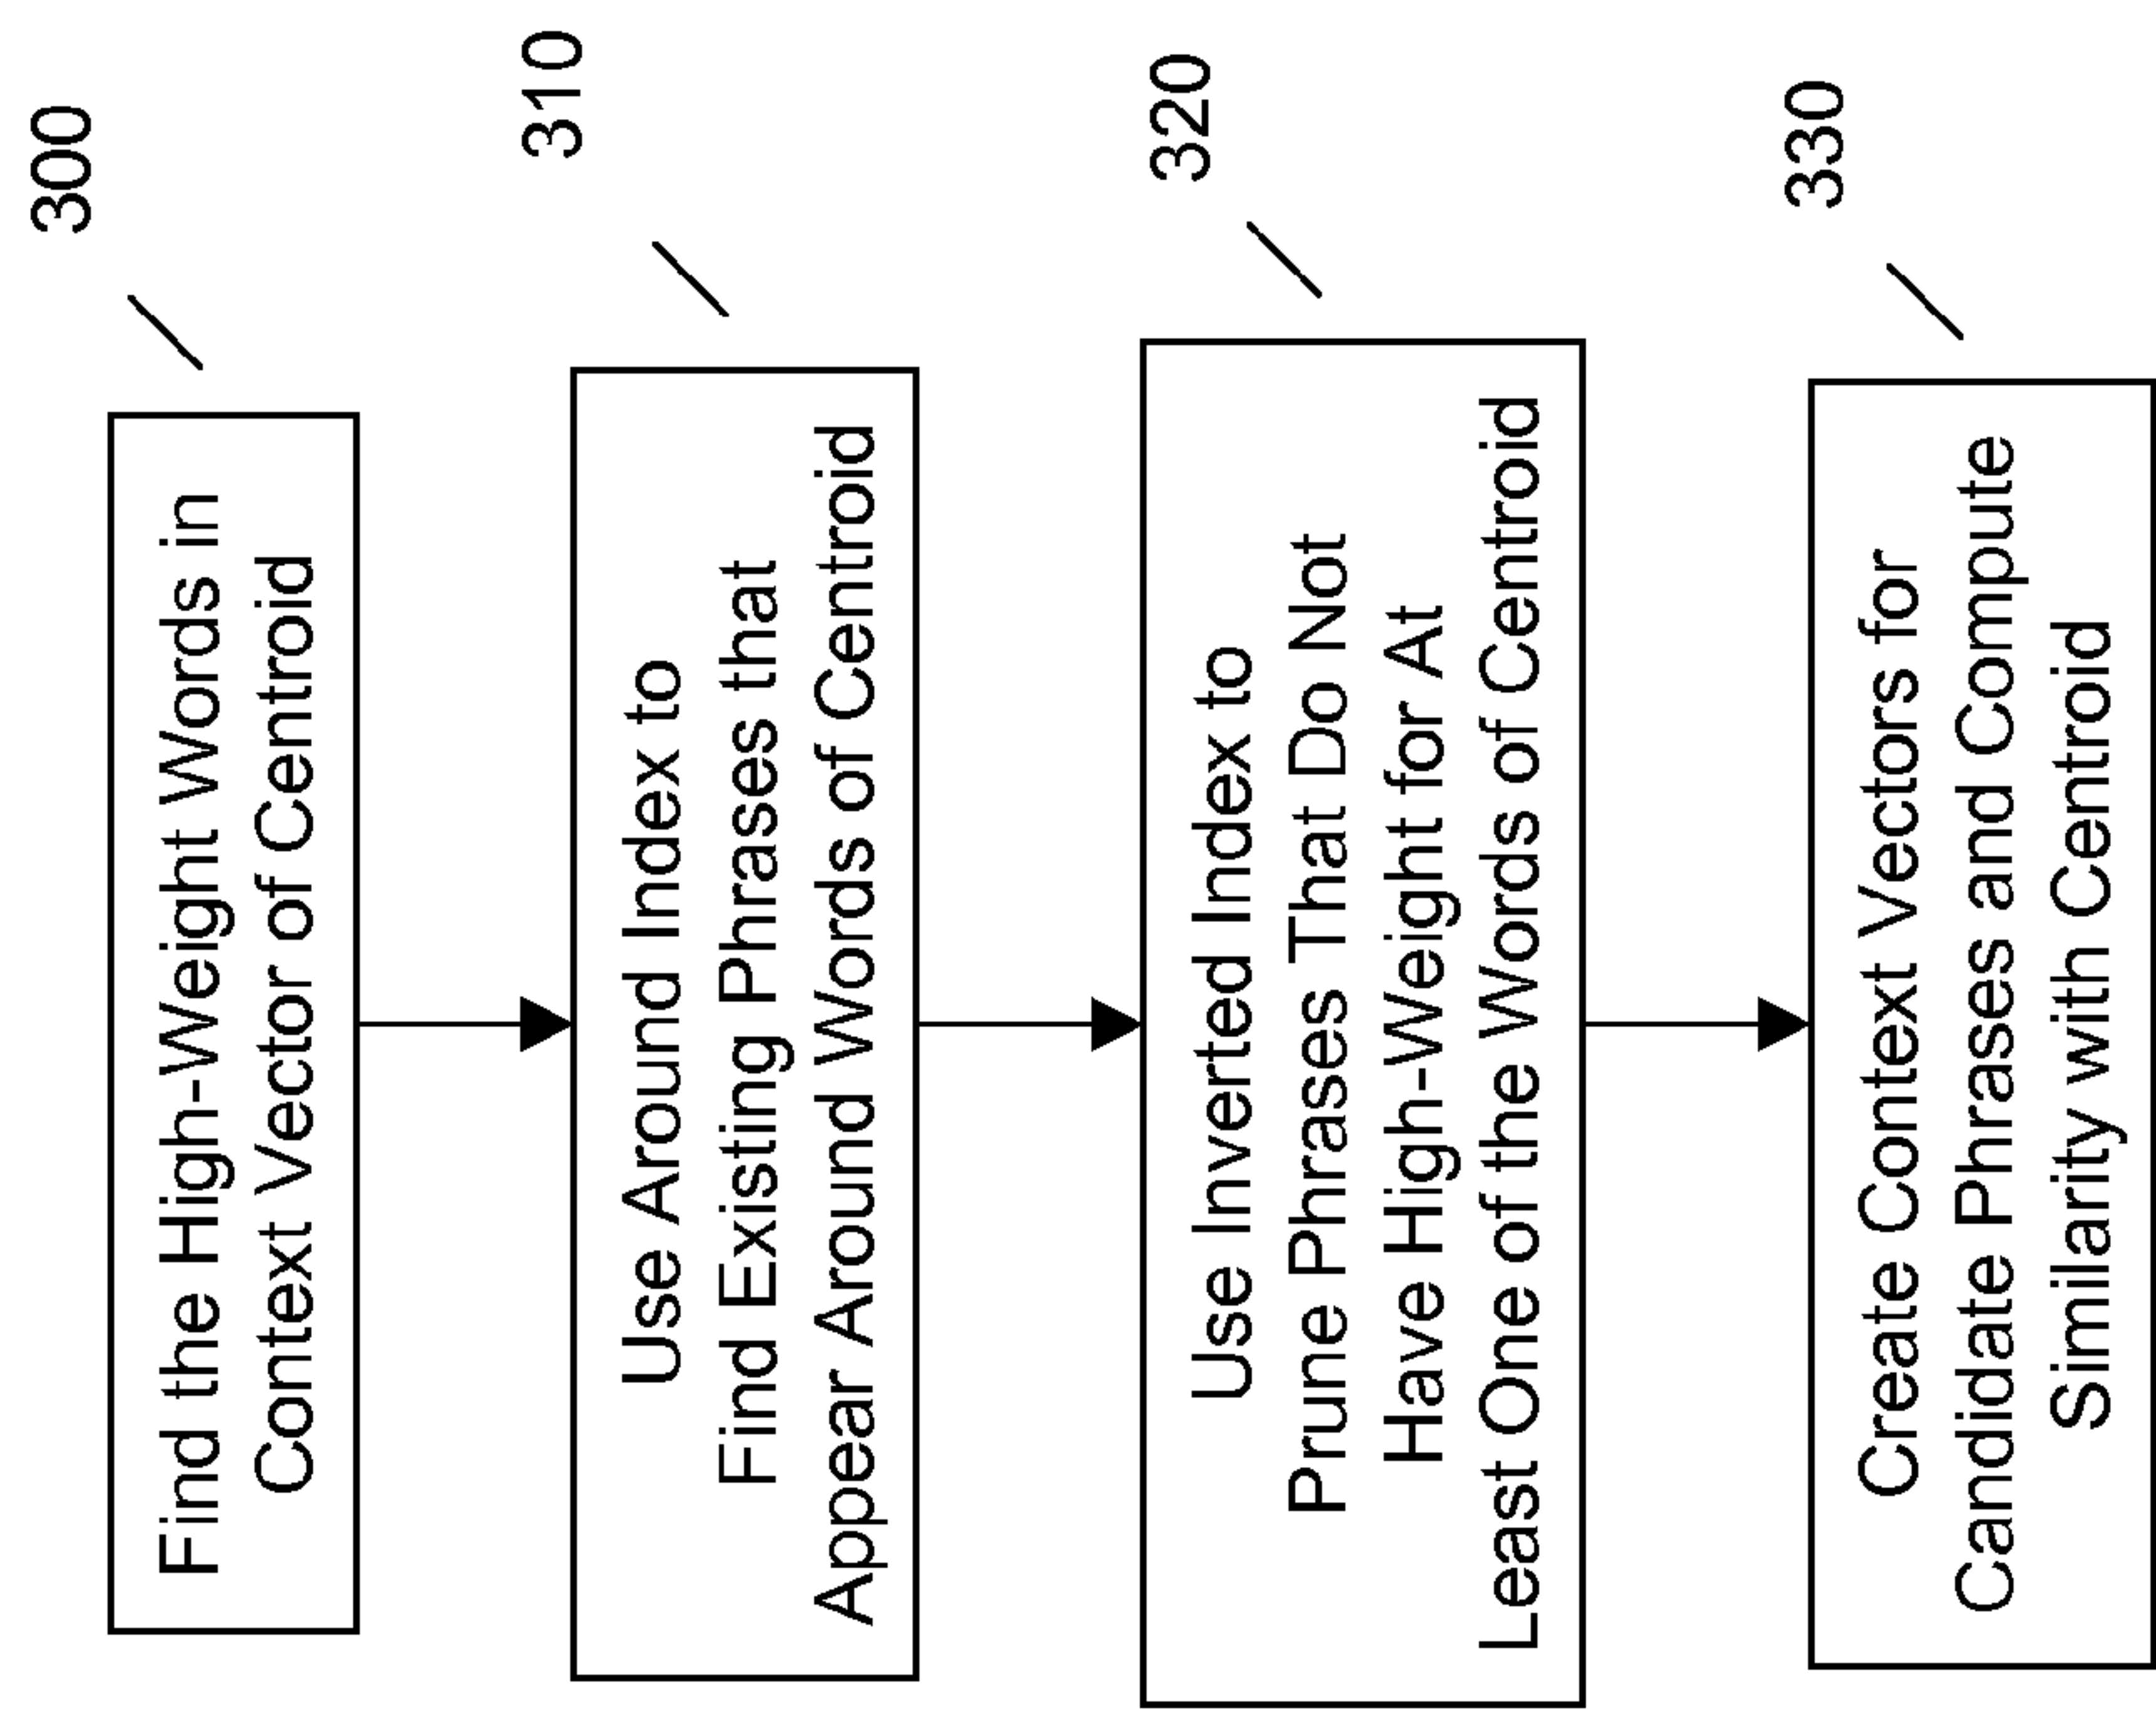 300
Find the High-Weight Words in
Context Vector of Centroid
310
Use Around Index to
Find Existing Phrases that
Appear Around Words of Centroid
320
Use Inverted Index to
Prune Phrases That Do Not
Have High-Weight for At
Least One of the Words of Centroid
330
Create Context Vectors for
Candidate Phrases and Compute
Similarity with Centroid